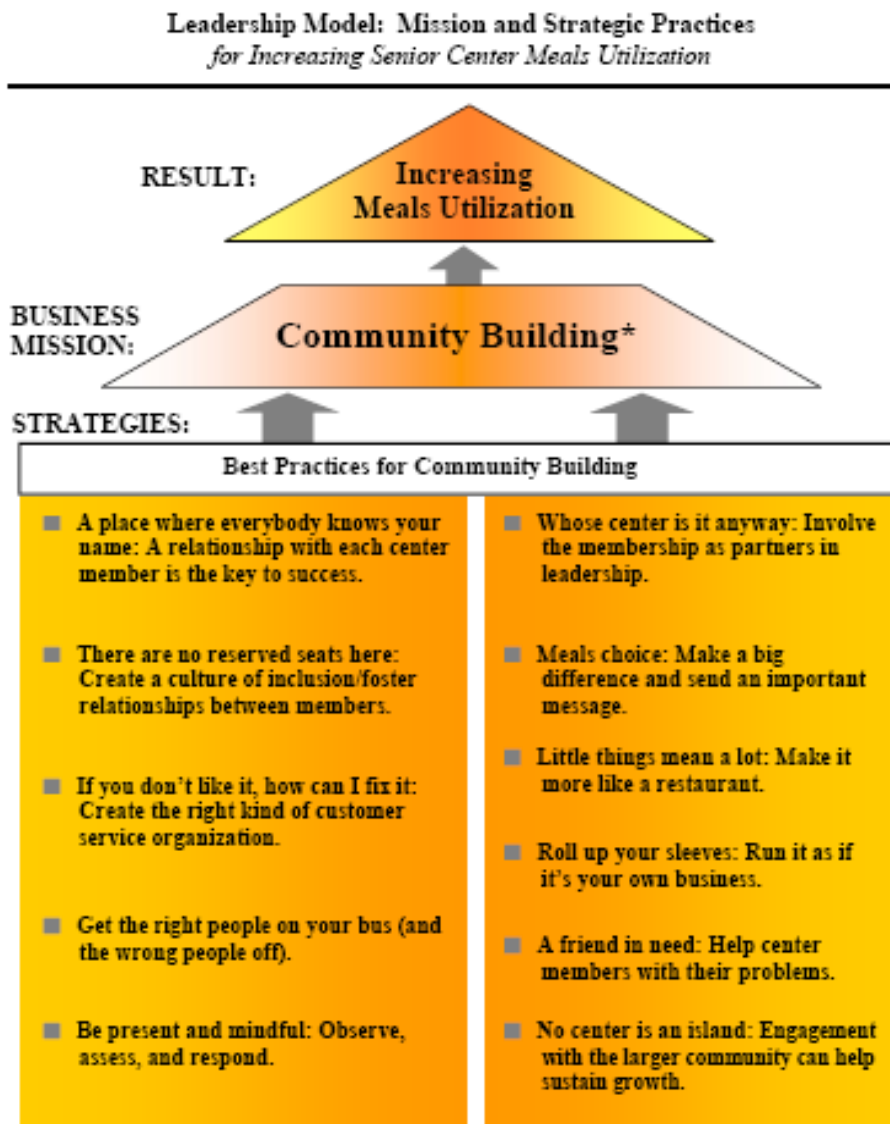 Leadership Model: Mission and Strategic Practices
for Increasing Senior Center Meals Utilization
RESULT:
Increasing
Meals Utilization
BUSINESS
MISSION:
Community Building*
STRATEGIES:
Best Practices for Community Building
A place where everybody knows your
name: A relationship with each center
member is the key to success.
There are no reserved seats here:
Create a culture of inclusion/foster
relationships between members.
If you don't like it, how can I fix it:
Create the right kind of customer
service organization.
Get the right people on your bus (and
the wrong people off).
Be present and mindful: Observe,
assess, and respond.
Whose center is it anyway: Involve
the membership as partners in
leadership.
Meals choice: Make a big
difference and send an important
message.
Little things mean a lot: Make it
more like a restaurant.
Roll up your sleeves: Run it as if
it's your own business.
A friend in need: Help center
members with their problems.
No center is an island: Engagement
with the larger community can help
sustain growth.